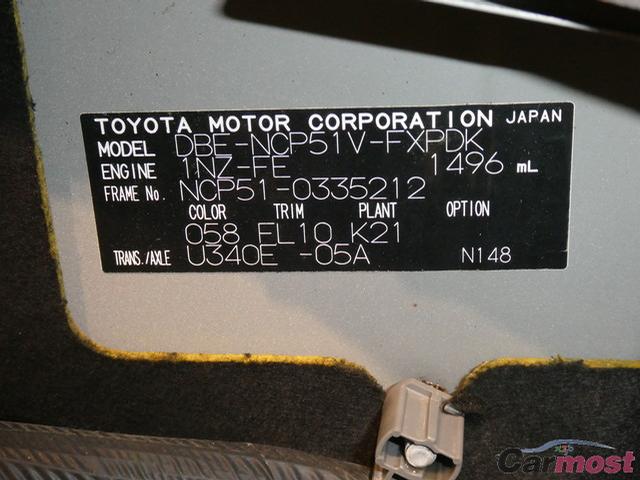 TOYOTA MOTOR CORPORATION JAPAN
MODEL DBE-NCP51V-FXPDK
ENGINE 1NZ-FE 1496 mL
FRAME No. NCP51-0335212
COLOR TRIM PLANT OPTION
058 FL10 K21
TRANS./AXLE U340E -05A N148
Carmost